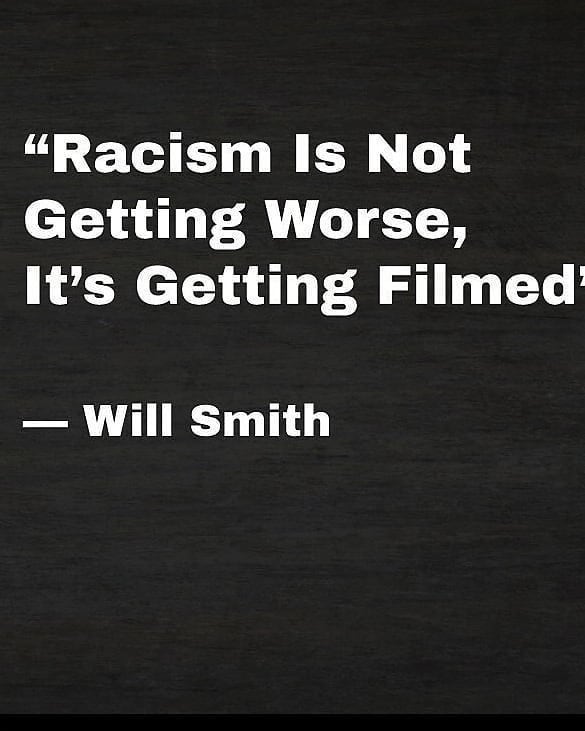 “Racism Is Not
Getting Worse,
It’s Getting Filmed”
— Will Smith